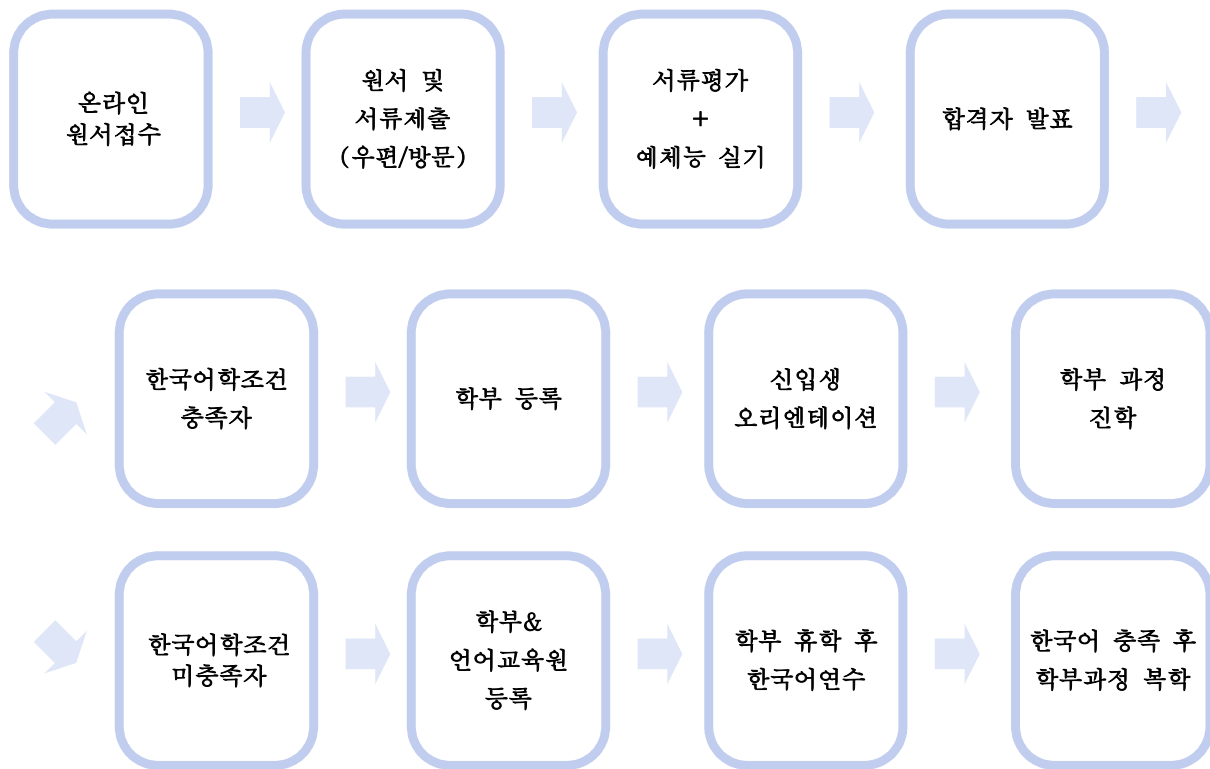 온라인
원서접수
원서 및
서류제출
(우편/방문)
서류평가
+
예체능 실기
합격자 발표
한국어학조건
충족자
학부 등록
신입생
오리엔테이션
학부 과정
진학
한국어학조건
미충족자
학부&
언어교육원
등록
학부 휴학 후
한국어연수
한국어 충족 후
학부과정 복학